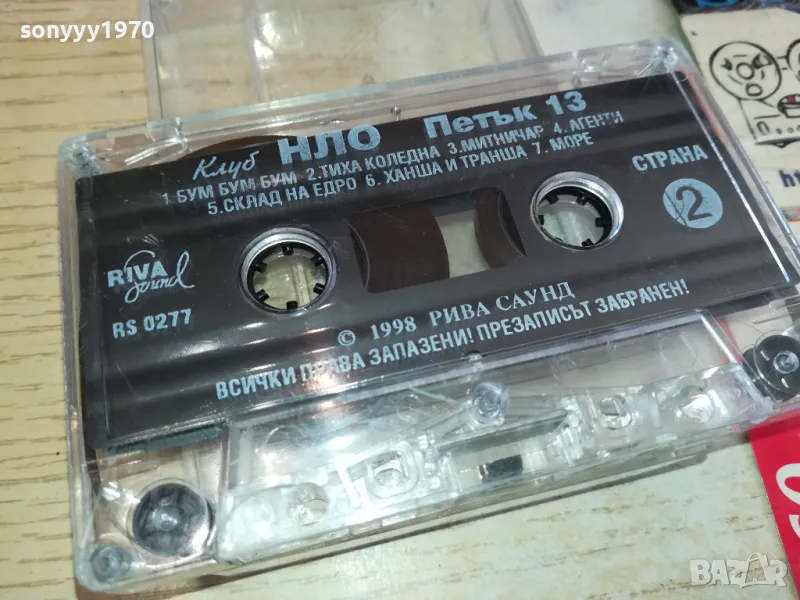 sonyyy1970
Клуб НЛО Петък 13
1.БУМ БУМ БУМ 2.ТИХА КОЛЕДНА 3.МИТНИЧАР 4.АГЕНТИ
5.СКЛАД НА ЕДРО 6. ХАНША И ТРАНША 7. МОРЕ
СТРАНА
2
RIVA
Sound
RS 0277
© 1998 РИВА САУНД
ВСИЧКИ ПРАВА ЗАПАЗЕНИ! ПРЕЗАПИСЪТ ЗАБРАНЕН!
BAZAR